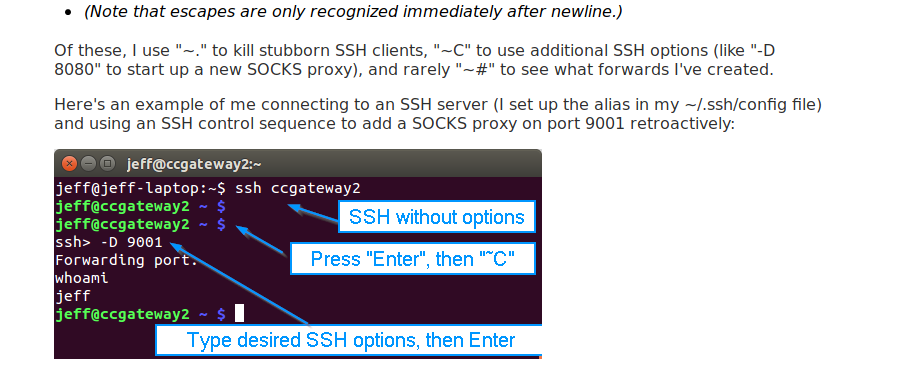 (Note that escapes are only recognized immediately after newline.)
Of these, I use "~." to kill stubborn SSH clients, "~C" to use additional SSH options (like "-D
8080" to start up a new SOCKS proxy), and rarely "~#" to see what forwards I've created.
Here's an example of me connecting to an SSH server (I set up the alias in my ~/.ssh/config file)
and using an SSH control sequence to add a SOCKS proxy on port 9001 retroactively:
jeff@ccgateway2:~
jeff@jeff-laptop:~$ ssh ccgateway2
jeff@ccgateway2 ~ $
SSH without options
jeff@ccgateway2 ~ $
ssh> -D 9001
Press "Enter", then "~C"
Forwarding port.
whoami
jeff
jeff@ccgateway2 ~ $
Type desired SSH options, then Enter